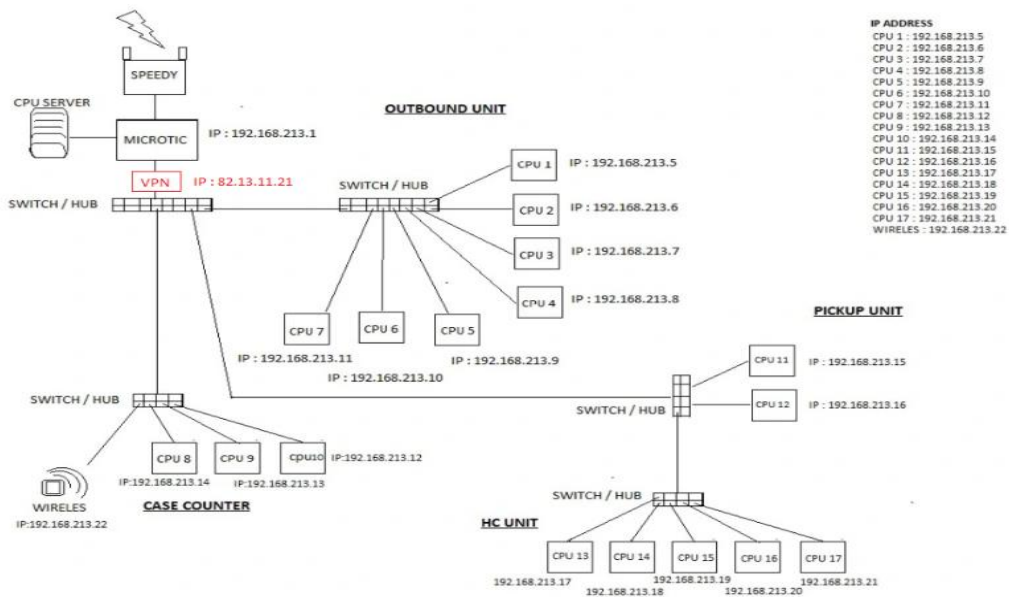 SPEEDY
CPU SERVER
MICROTIC
IP : 192.168.213.1
VPN
IP : 82.13.11.21
SWITCH / HUB
OUTBOUND UNIT
SWITCH / HUB
CPU 1
IP : 192.168.213.5
CPU 2
IP : 192.168.213.6
CPU 3
IP : 192.168.213.7
CPU 4
IP : 192.168.213.8
CPU 7
CPU 6
CPU 5
IP : 192.168.213.11
IP : 192.168.213.9
IP : 192.168.213.10
IP ADDRESS
CPU 1 : 192.168.213.5
CPU 2 : 192.168.213.6
CPU 3 : 192.168.213.7
CPU 4 : 192.168.213.8
CPU 5 : 192.168.213.9
CPU 6 : 192.168.213.10
CPU 7 : 192.168.213.11
CPU 8 : 192.168.213.12
CPU 9 : 192.168.213.13
CPU 10 : 192.168.213.14
CPU 11 : 192.168.213.15
CPU 12 : 192.168.213.16
CPU 13 : 192.168.213.17
CPU 14 : 192.168.213.18
CPU 15 : 192.168.213.19
CPU 16 : 192.168.213.20
CPU 17 : 192.168.213.21
WIRELES : 192.168.213.22
PICKUP UNIT
CPU 11
IP : 192.168.213.15
CPU 12
IP : 192.168.213.16
SWITCH / HUB
SWITCH / HUB
CPU 8
CPU 9
cpu10
IP:192.168.213.12
IP:192.168.213.14
IP:192.168.213.13
WIRELES
IP:192.168.213.22
CASE COUNTER
SWITCH / HUB
HC UNIT
CPU 13
CPU 14
CPU 15
CPU 16
CPU 17
192.168.213.17
192.168.213.18
192.168.213.19
192.168.213.20
192.168.213.21